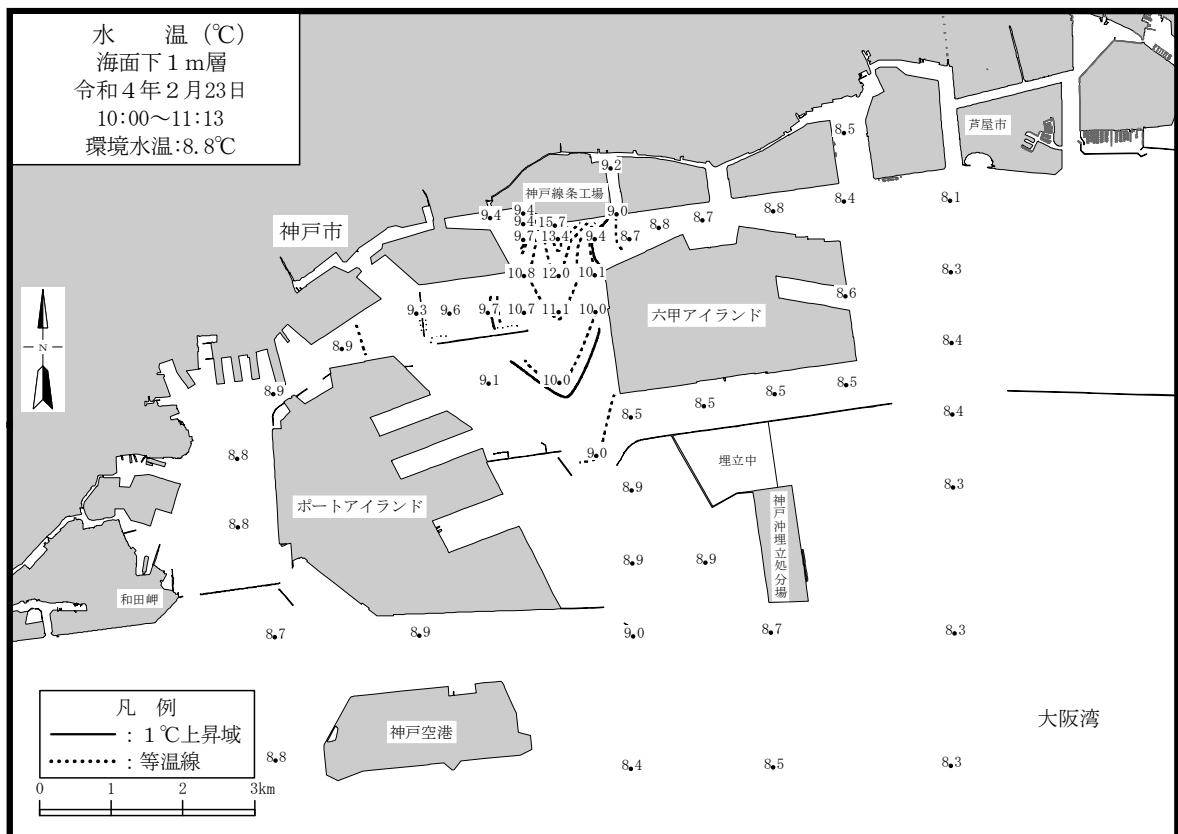 水　　温（℃）
海面下１ｍ層
令和４年２月23日
10:00～11:13
環境水温:8.8℃
8.5
芦屋市
9.2
神戸線条工場
8.4
8.1
9.4
9.4
9.0
8.8
9.4
15.7
8.8
8.7
神戸市
9.7
13.4
9.4
8.7
10.8
12.0
10.1
8.3
8.6
9.3
9.6
9.7
10.7
11.1
10.0
六甲アイランド
N
8.9
8.4
9.1
10.0
8.5
8.9
8.5
8.5
8.5
8.4
8.8
9.0
埋立中
8.9
8.3
ポートアイランド
8.8
神戸沖埋立処分場
8.9
8.9
和田岬
8.7
8.9
9.0
8.7
8.3
凡　例
：１℃上昇域
：等温線
神戸空港
大阪湾
8.8
8.4
8.5
8.3
0 1 2 3km